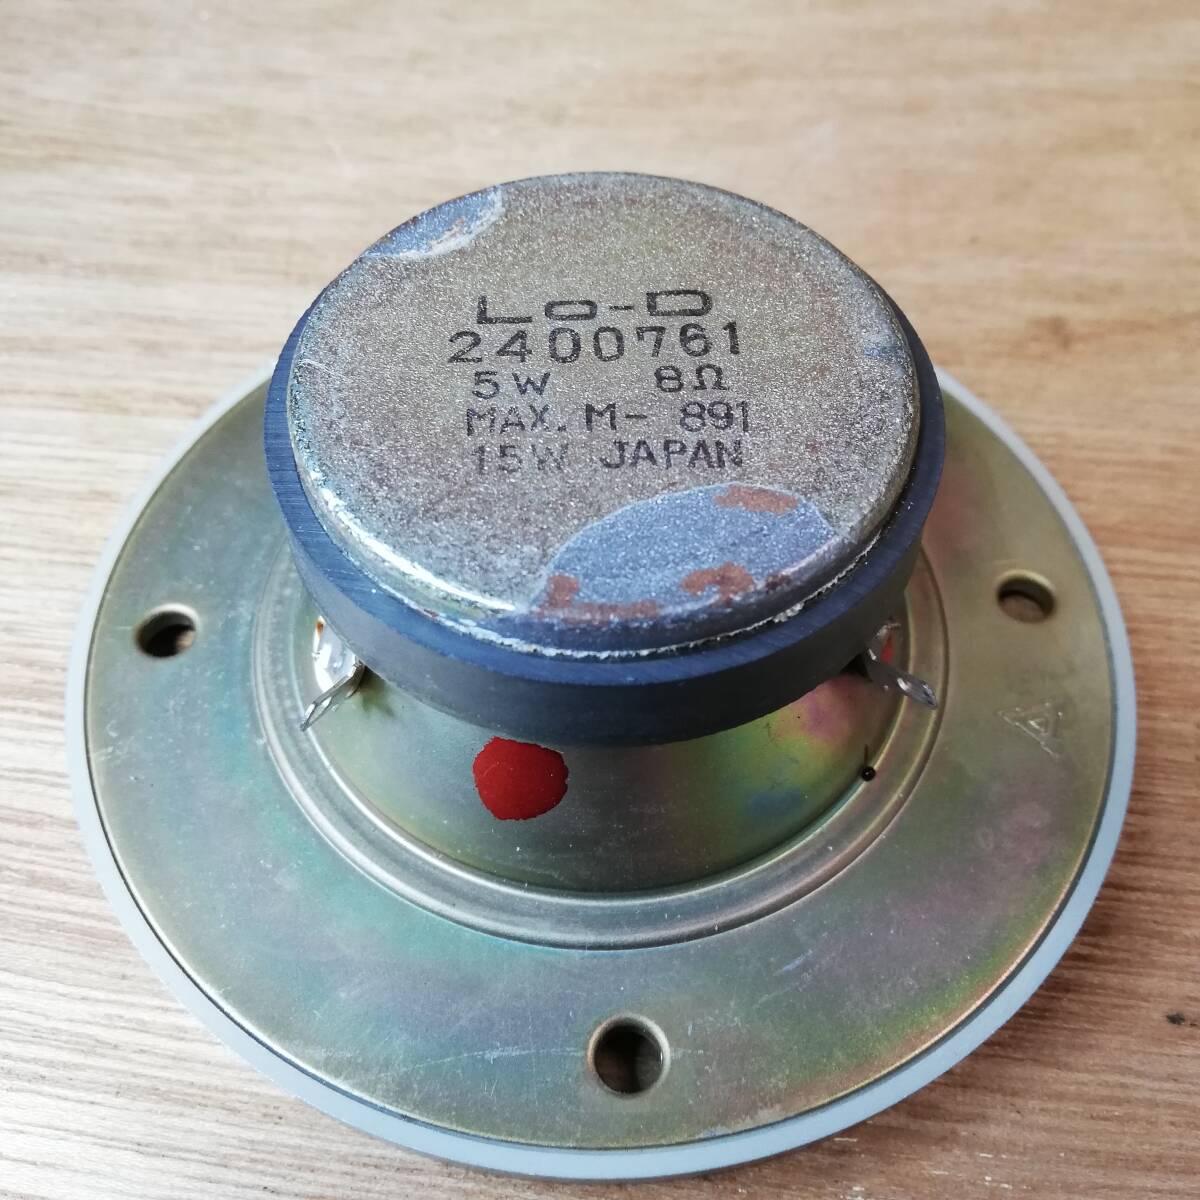 Lo-D
2400761
5W 8Ω
MAX. M- 891
15W JAPAN